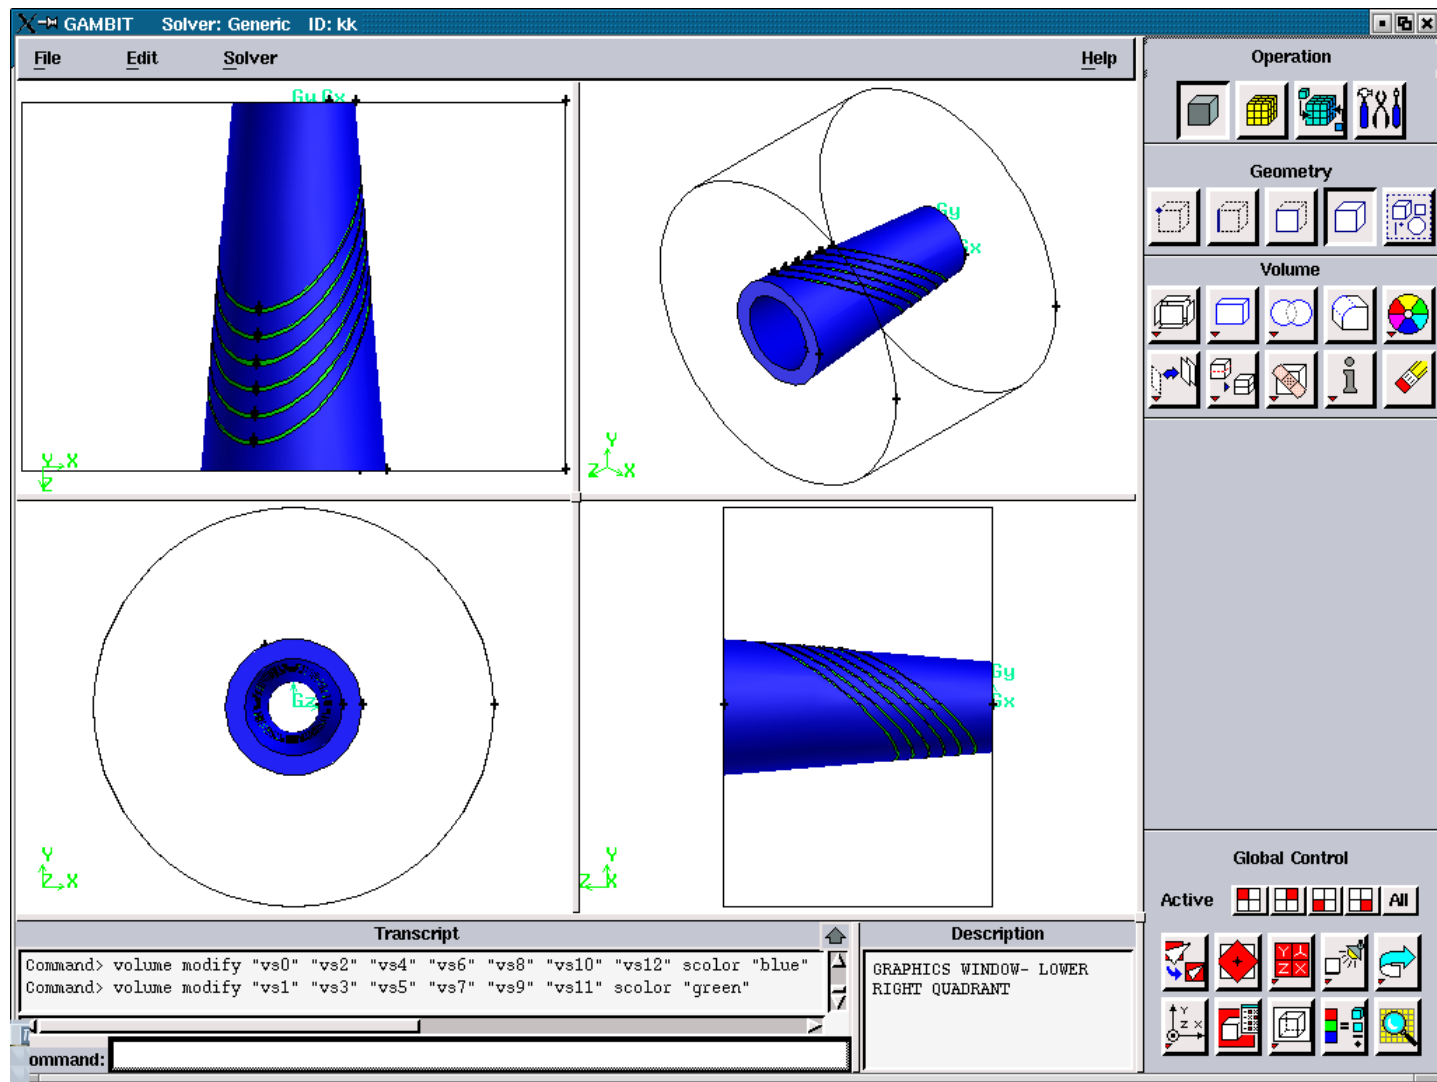 GAMBIT Solver: Generic ID: kk
File Edit Solver Help
Operation
Geometry
Volume
Gy Gx
Y X
Z
Gy
Gx
Y
Z X
Gz
Y
Z X
Gy
Gx
Y
Z X
Global Control
Active All
Y
Z X
Y
Z X
Transcript
Command> volume modify "vs0" "vs2" "vs4" "vs6" "vs8" "vs10" "vs12" scolor "blue"
Command> volume modify "vs1" "vs3" "vs5" "vs7" "vs9" "vs11" scolor "green"
ommand:
Description
GRAPHICS WINDOW- LOWER
RIGHT QUADRANT